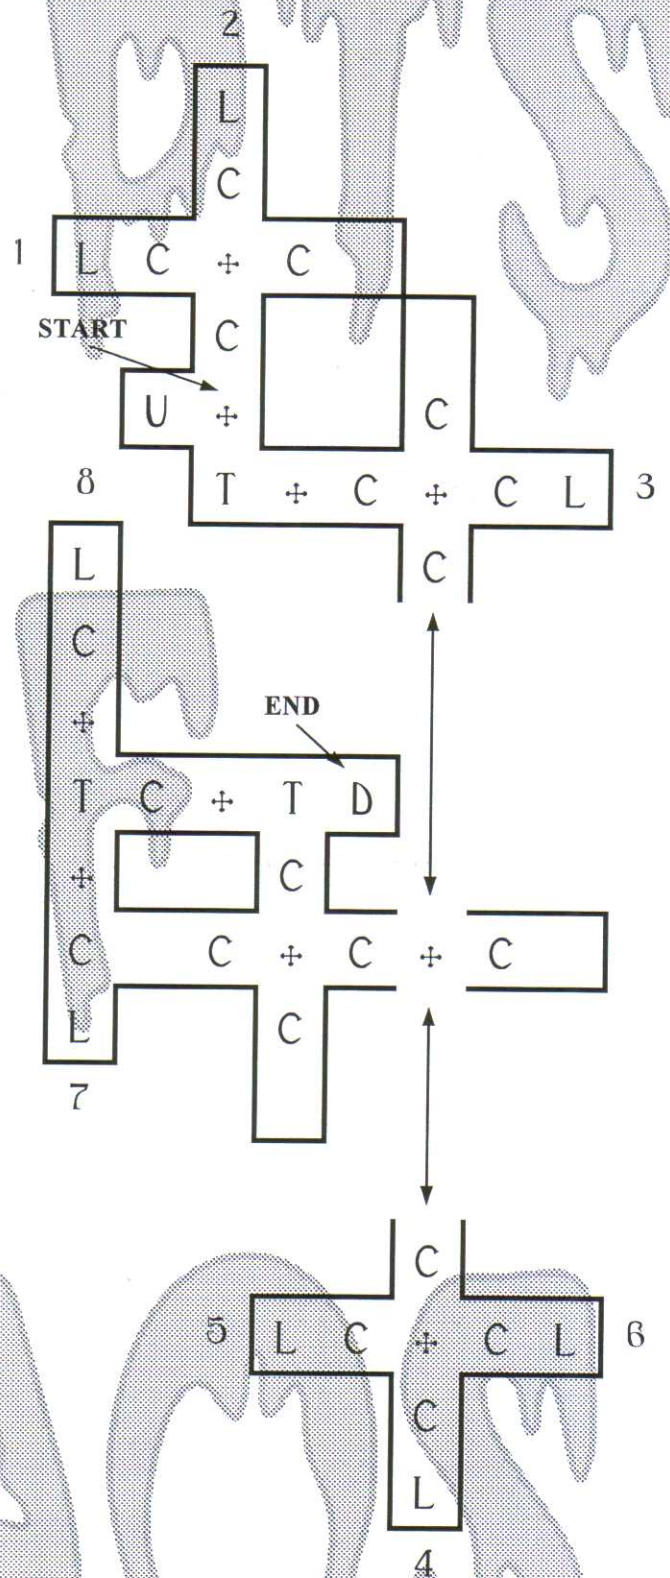 2
L
C
1 L C ✣ C
C
START
U ✣ C
8 T ✣ C ✣ C L 3
L C
C
✣ END
T C ✣ T D
✣ C
C C ✣ C ✣ C
L C
7
C
5 L C ✣ C L 6
C
L
4